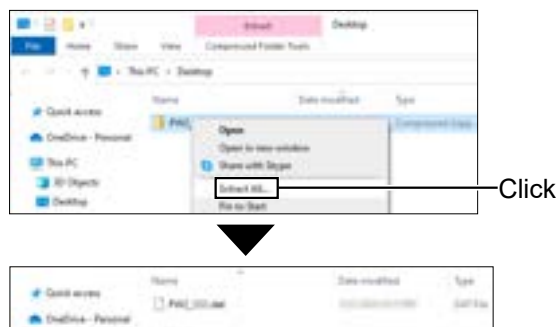 Extract Desktop
File Home Share View Compressed Folder Tools
This PC > Desktop
Name Date modified Type
Quick access
OneDrive - Personal
This PC
3D Objects
Desktop
Open
Open in new window
Share with Skype
Extract All...
Pin to Start
Click
Name Date modified Type
Quick access
OneDrive - Personal